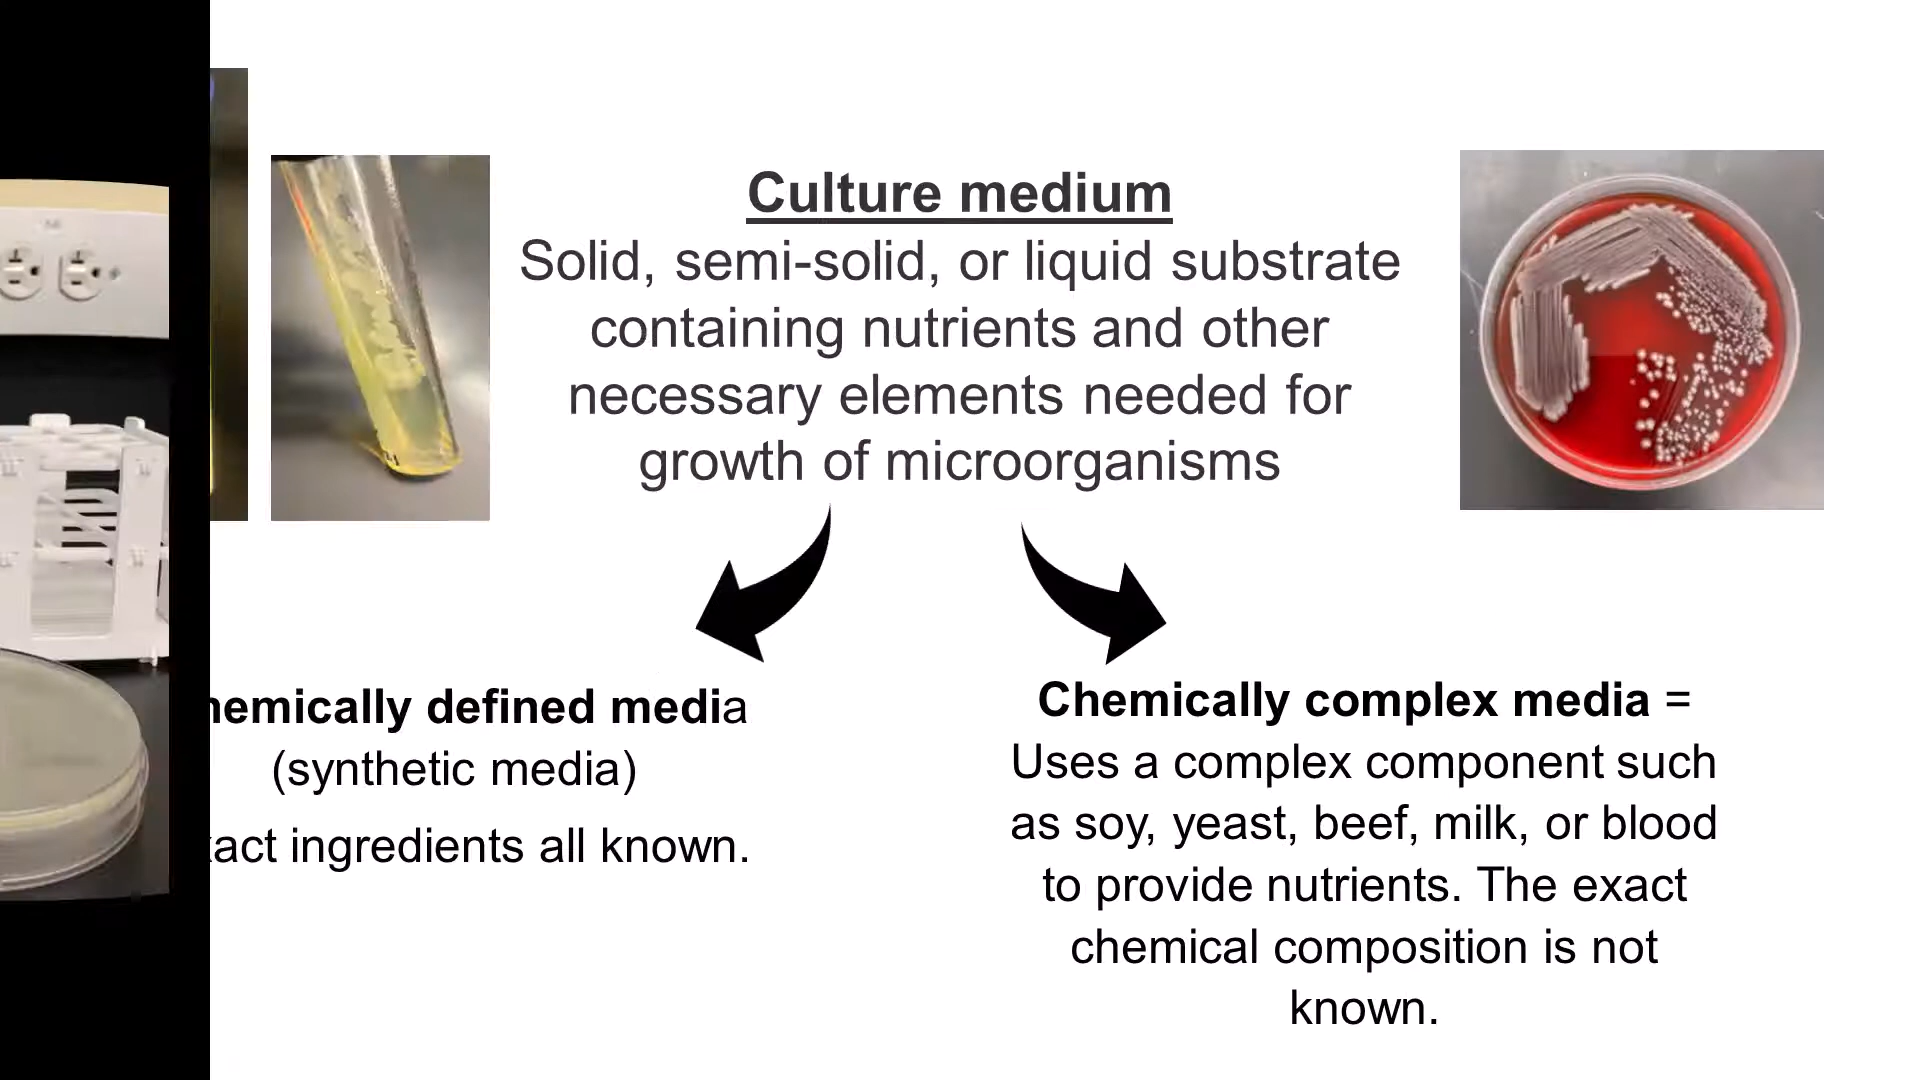 Culture medium
Solid, semi-solid, or liquid substrate
containing nutrients and other
necessary elements needed for
growth of microorganisms
hemically defined media
(synthetic media)
xact ingredients all known.
Chemically complex media =
Uses a complex component such
as soy, yeast, beef, milk, or blood
to provide nutrients. The exact
chemical composition is not
known.